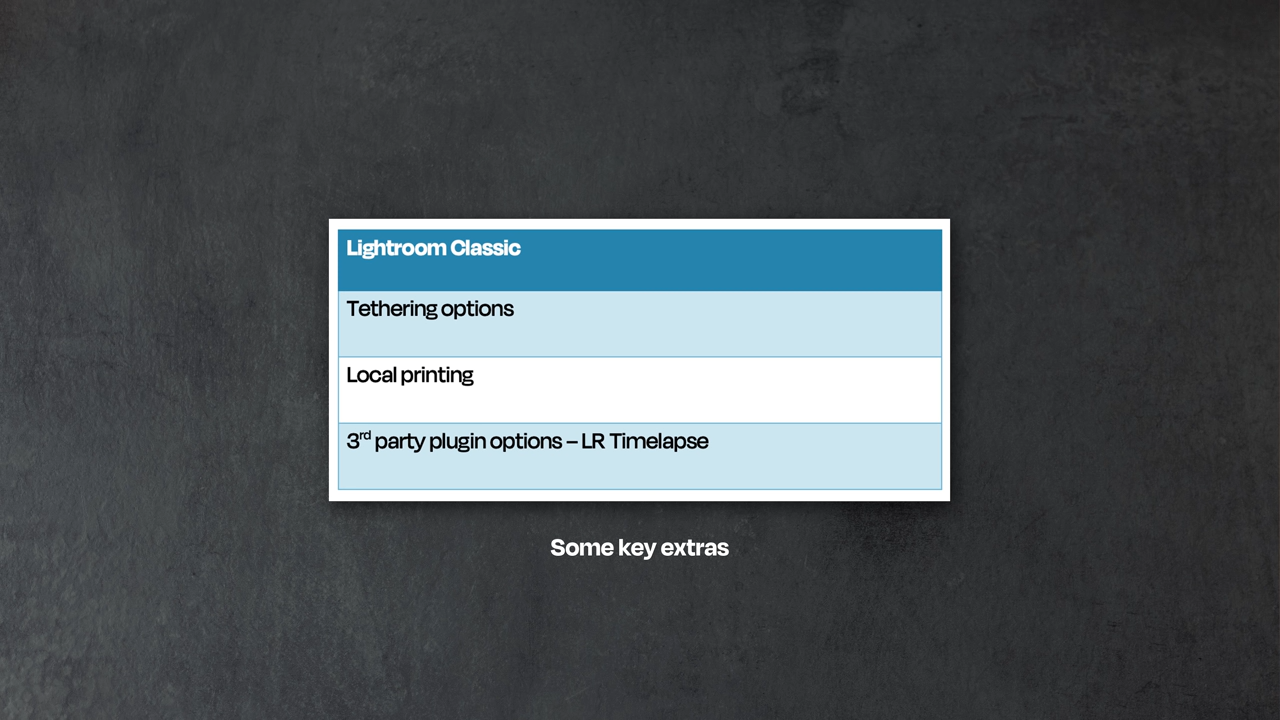 Lightroom Classic
Tethering options
Local printing
3rd party plugin options – LR Timelapse
Some key extras